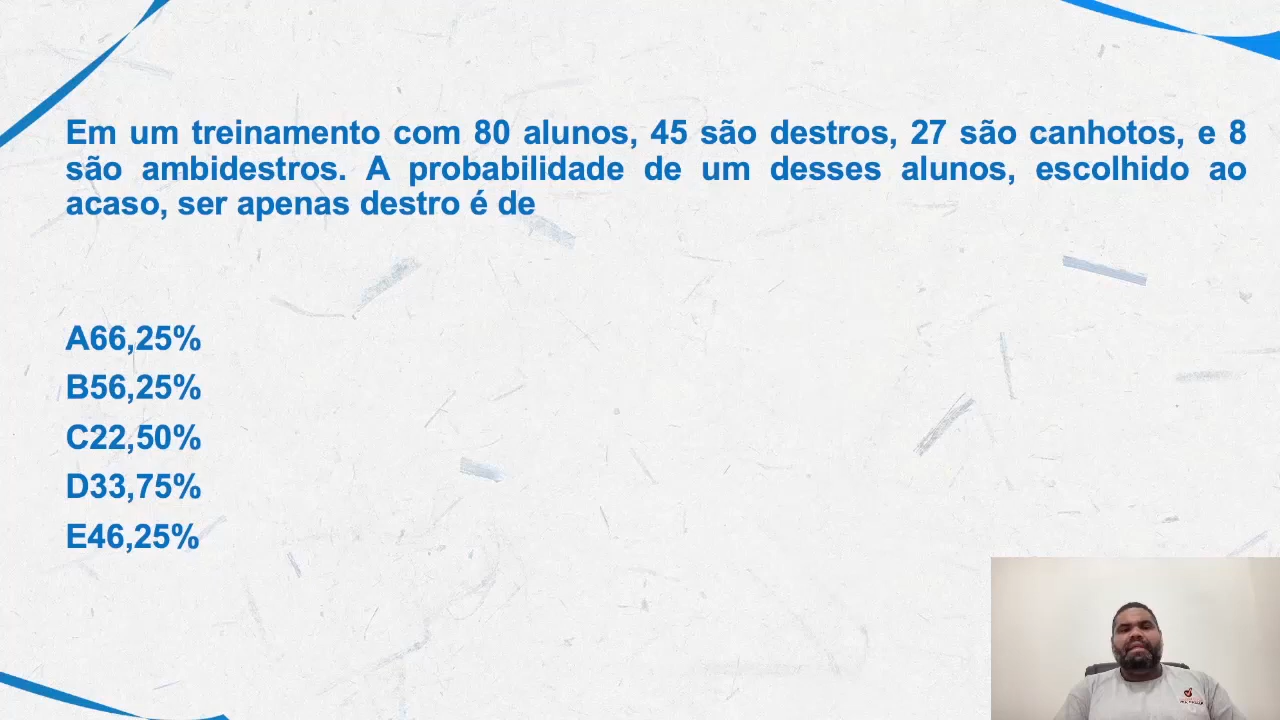 Em um treinamento com 80 alunos, 45 são destros, 27 são canhotos, e 8
são ambidestros. A probabilidade de um desses alunos, escolhido ao
acaso, ser apenas destro é de
A66,25%
B56,25%
C22,50%
D33,75%
E46,25%